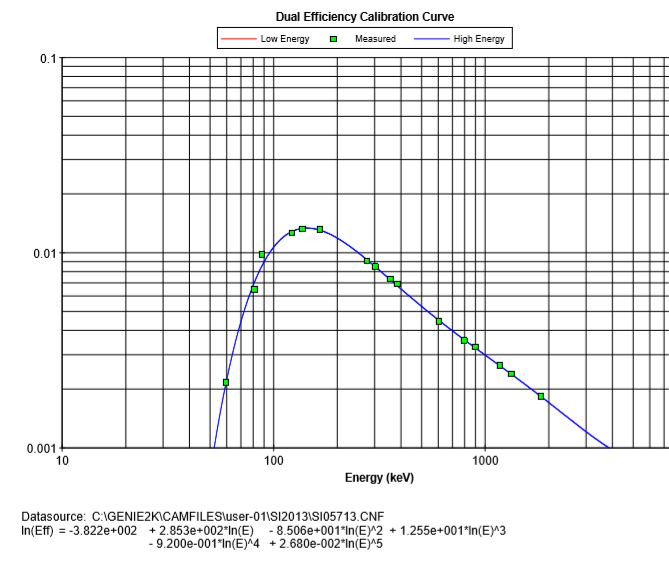 Dual Efficiency Calibration Curve
Low Energy Measured High Energy
0.1
0.01
0.001
10 100 1000
Energy (keV)
Datasource: C:\GENIE2K\CAMFILES\user-01\SI2013\SI05713.CNF
ln(Eff) = -3.822e+002 + 2.853e+002*ln(E) - 8.506e+001*ln(E)^2 + 1.255e+001*ln(E)^3
- 9.200e-001*ln(E)^4 + 2.680e-002*ln(E)^5